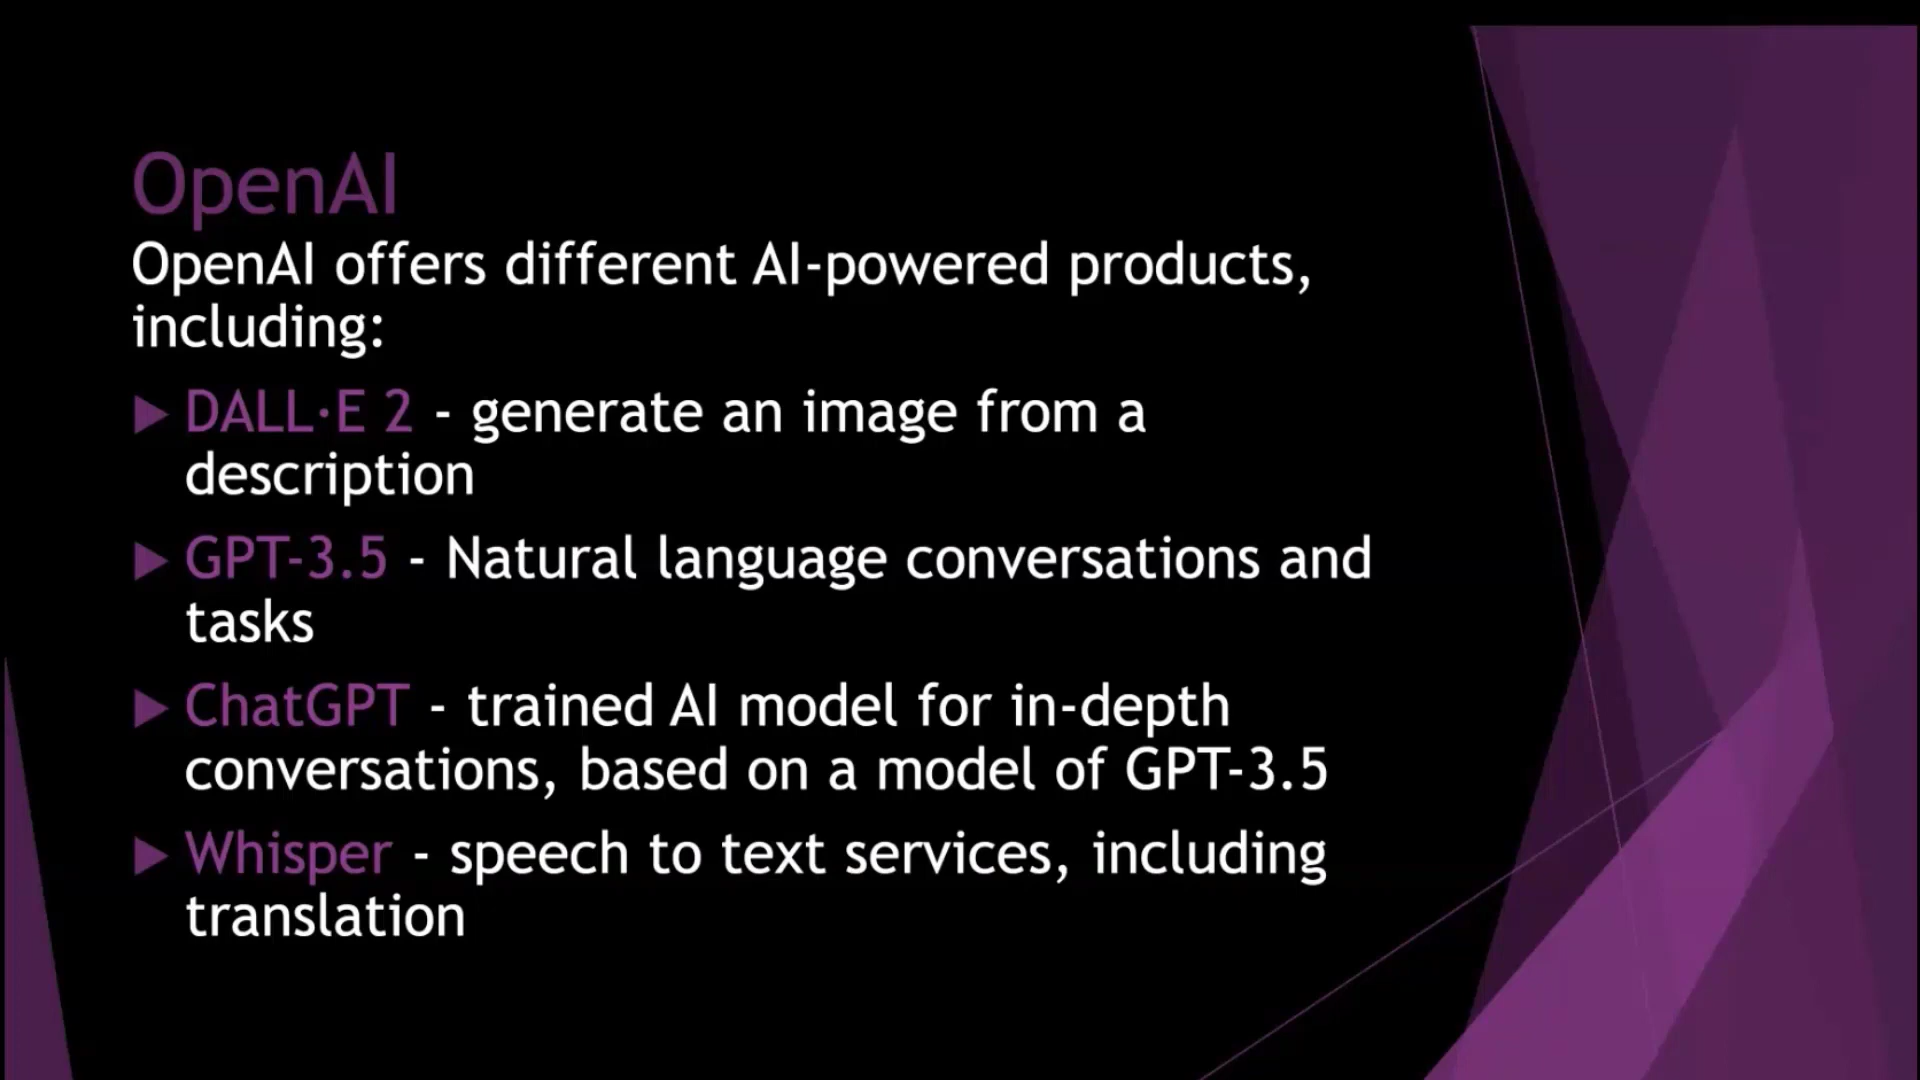 OpenAI
OpenAI offers different AI-powered products,
including:
▶ DALL·E 2 - generate an image from a
description
▶ GPT-3.5 - Natural language conversations and
tasks
▶ ChatGPT - trained AI model for in-depth
conversations, based on a model of GPT-3.5
▶ Whisper - speech to text services, including
translation